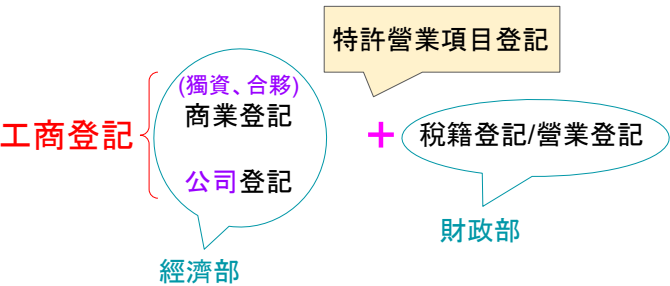 特許營業項目登記
(獨資、合夥)
商業登記
工商登記
公司登記
+
稅籍登記/營業登記
財政部
經濟部